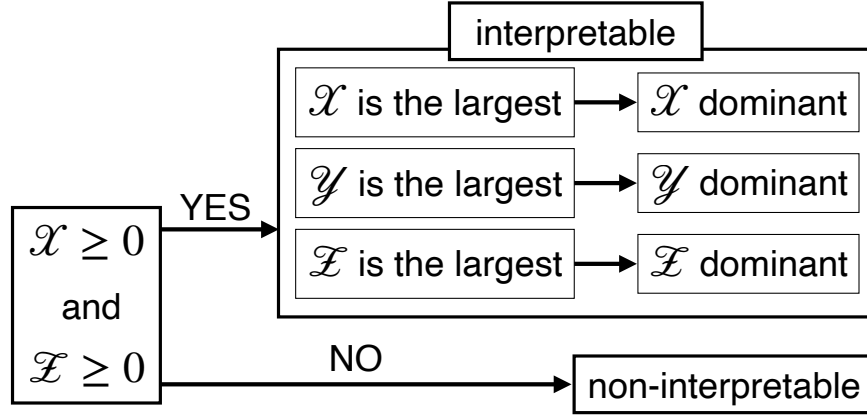 interpretable
𝒳 is the largest
𝒳 dominant
𝒴 is the largest
𝒴 dominant
𝒵 is the largest
𝒵 dominant
YES
𝒳 ≥ 0
and
𝒵 ≥ 0
NO
non-interpretable